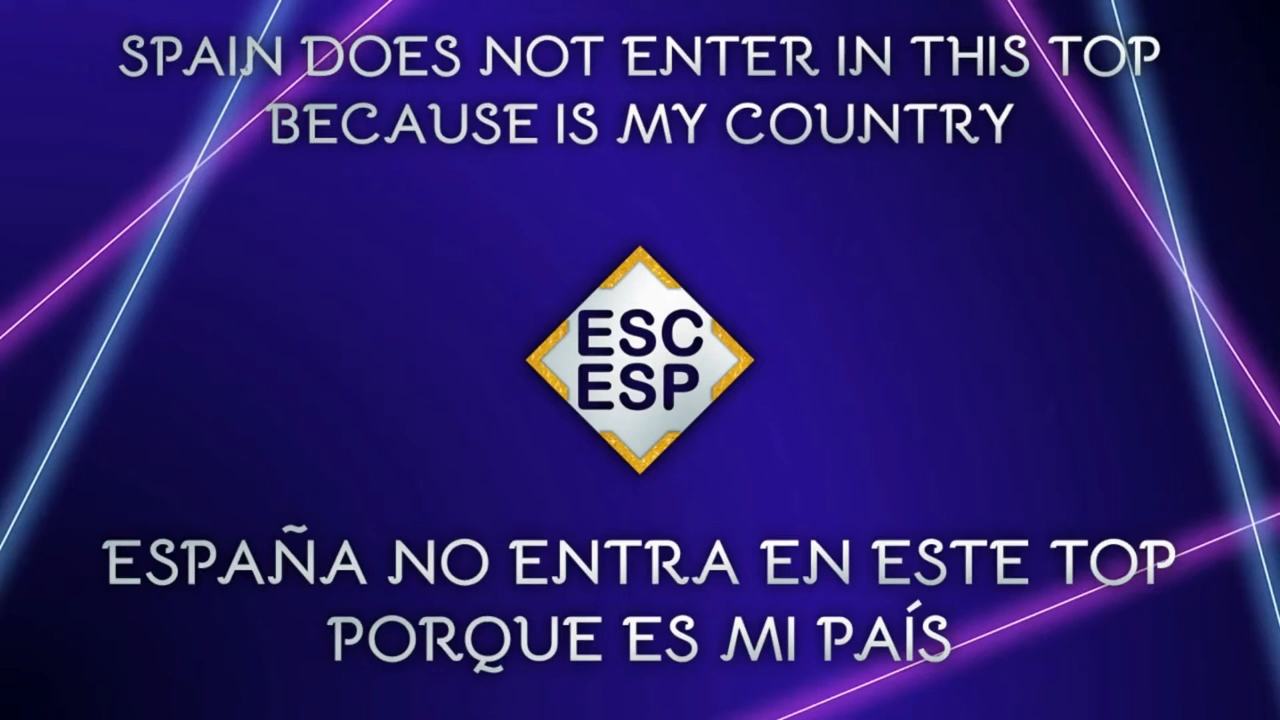 SPAIN DOES NOT ENTER IN THIS TOP
BECAUSE IS MY COUNTRY
ESC
ESP
ESPAÑA NO ENTRA EN ESTE TOP
PORQUE ES MI PAÍS